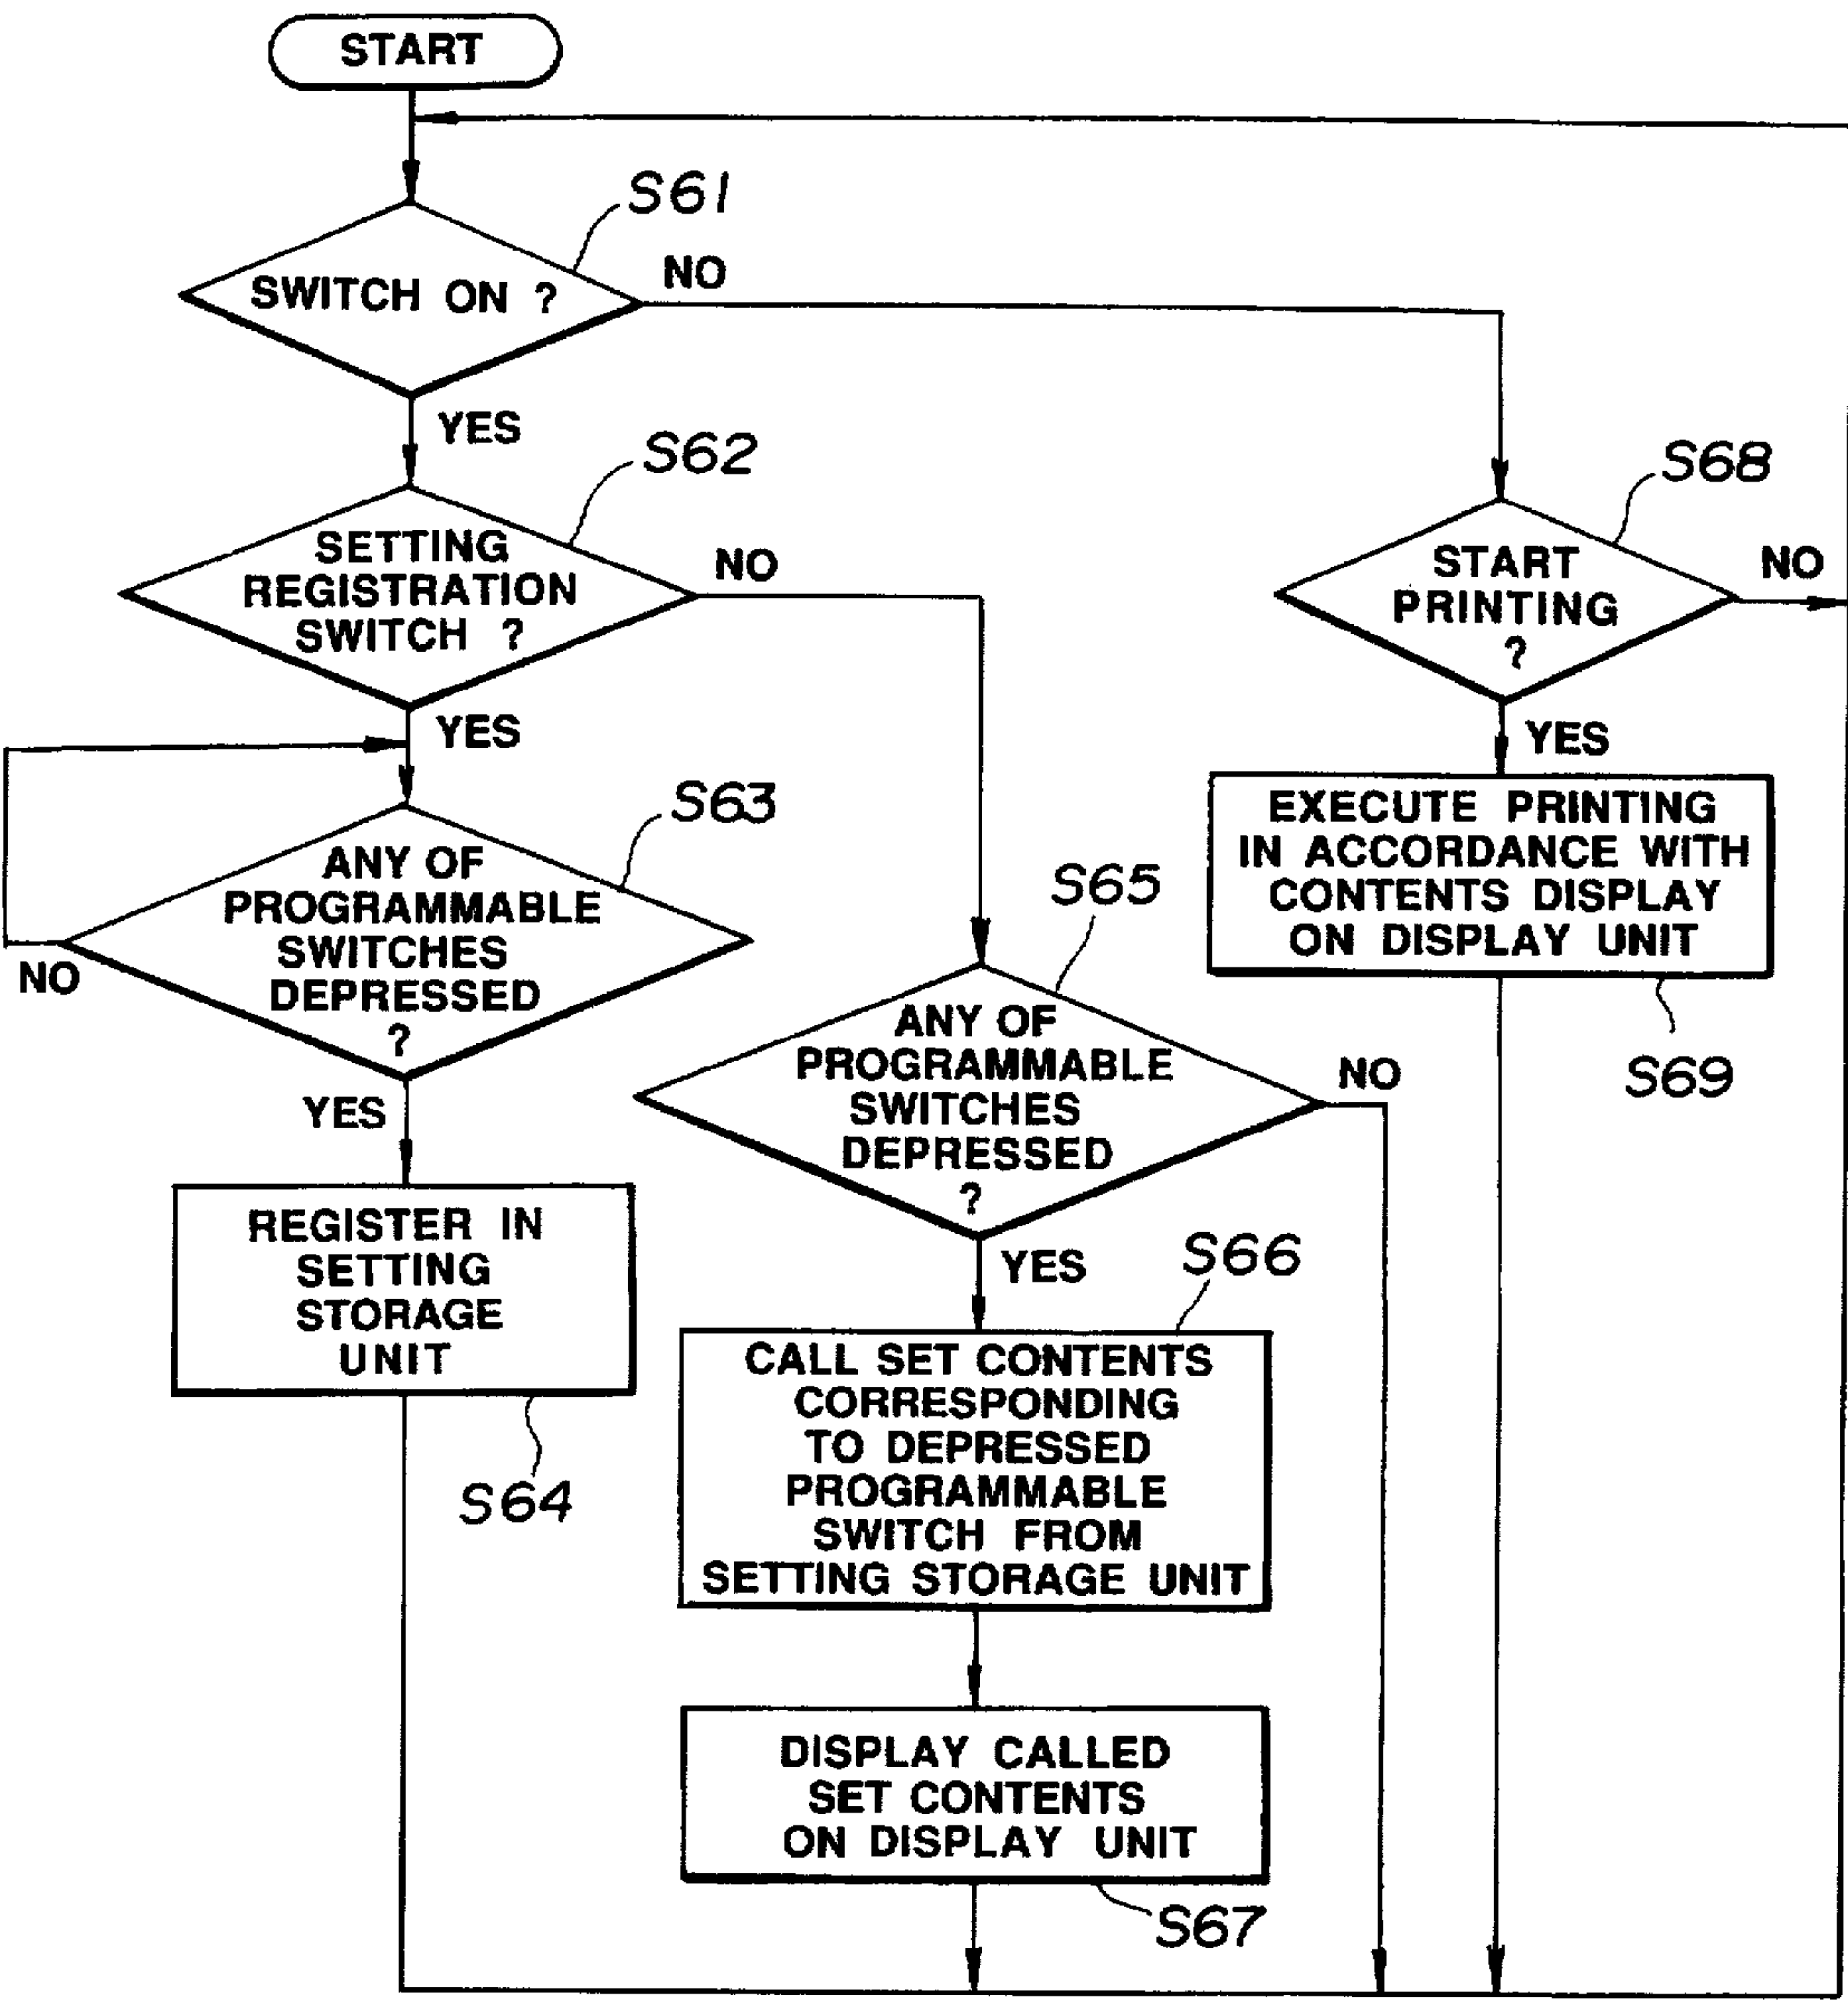 START
S61
SWITCH ON ?
NO
YES
S62
SETTING
REGISTRATION
SWITCH ?
NO
YES
S68
START
PRINTING
?
NO
YES
S63
ANY OF
PROGRAMMABLE
SWITCHES
DEPRESSED
?
NO
YES
EXECUTE PRINTING
IN ACCORDANCE WITH
CONTENTS DISPLAY
ON DISPLAY UNIT
S69
S65
ANY OF
PROGRAMMABLE
SWITCHES
DEPRESSED
?
NO
YES
REGISTER IN
SETTING
STORAGE
UNIT
S64
S66
CALL SET CONTENTS
CORRESPONDING
TO DEPRESSED
PROGRAMMABLE
SWITCH FROM
SETTING STORAGE UNIT
DISPLAY CALLED
SET CONTENTS
ON DISPLAY UNIT
S67